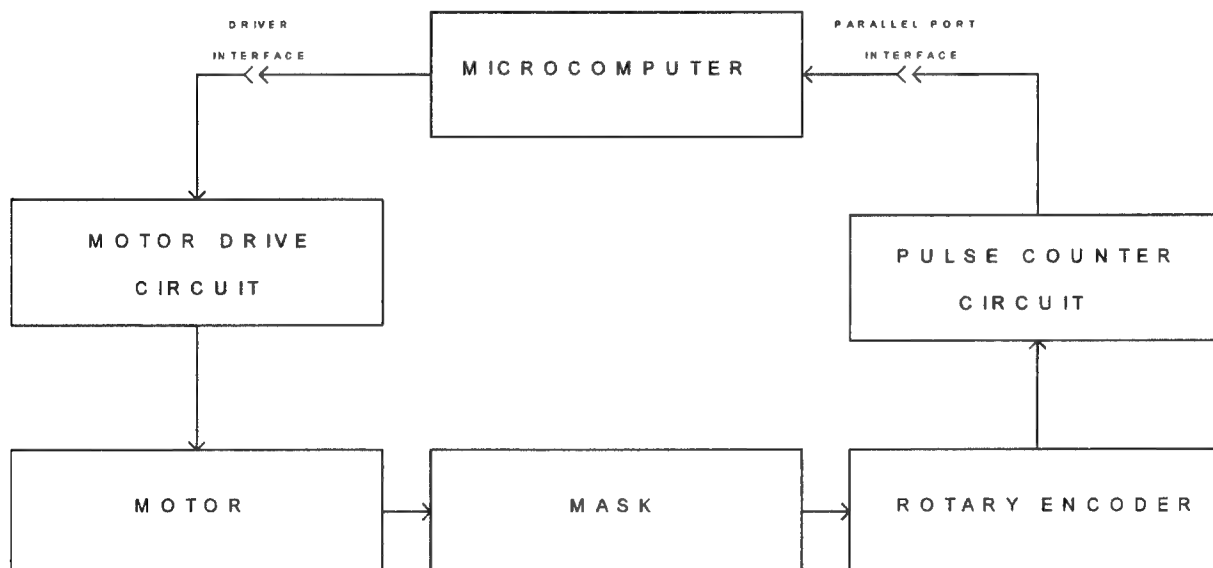 DRIVER
INTERFACE
MICROCOMPUTER
PARALLEL PORT
INTERFACE
MOTOR DRIVE
CIRCUIT
PULSE COUNTER
CIRCUIT
MOTOR
MASK
ROTARY ENCODER